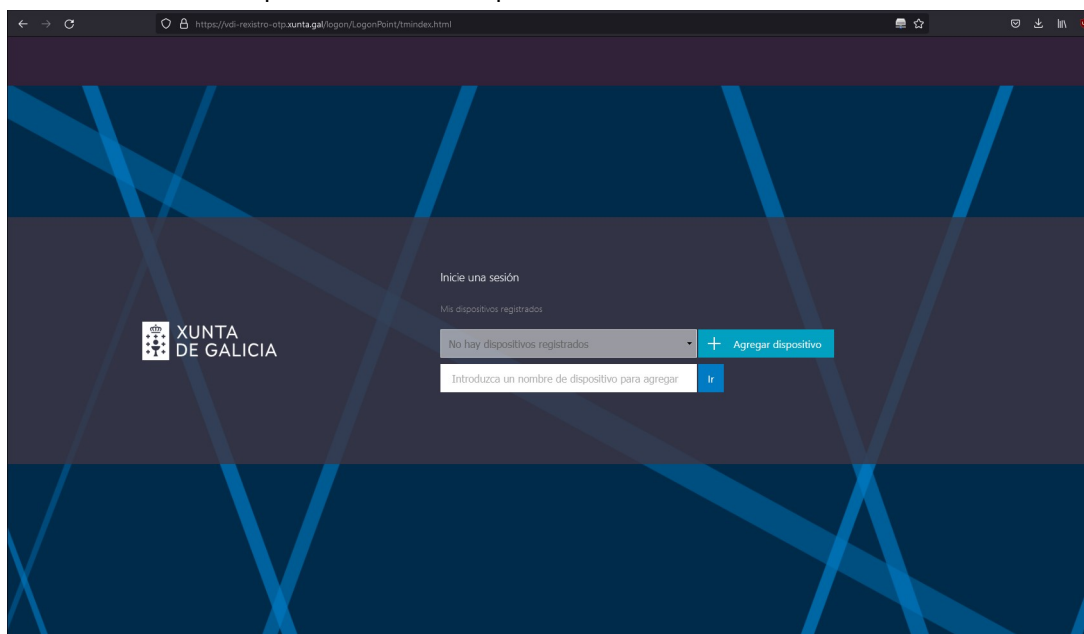 https://vdi-rexistro-otp.xunta.gal/logon/LogonPoint/tmindex.html
Inicie una sesión
Mis dispositivos registrados
XUNTA
DE GALICIA
No hay dispositivos registrados
+ Agregar dispositivo
Introduzca un nombre de dispositivo para agregar
Ir